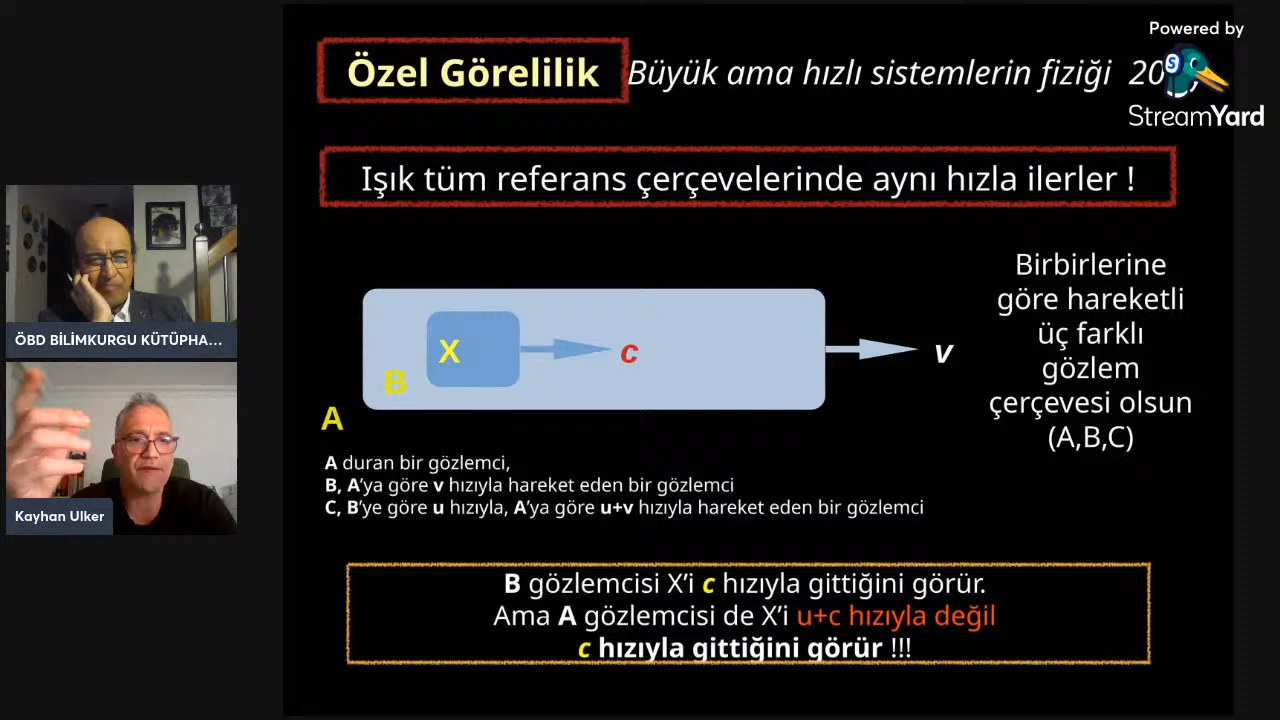 Powered by
StreamYard
Özel Görelilik
Büyük ama hızlı sistemlerin fiziği
Işık tüm referans çerçevelerinde aynı hızla ilerler !
Birbirlerine
göre hareketli
üç farklı
gözlem
çerçevesi olsun
(A,B,C)
X
c
v
B
A
A duran bir gözlemci,
B, A’ya göre v hızıyla hareket eden bir gözlemci
C, B’ye göre u hızıyla, A’ya göre u+v hızıyla hareket eden bir gözlemci
B gözlemcisi X’i c hızıyla gittiğini görür.
Ama A gözlemcisi de X’i u+c hızıyla değil
c hızıyla gittiğini görür !!!
ÖBD BİLİMKURGU KÜTÜPHA...
Kayhan Ulker